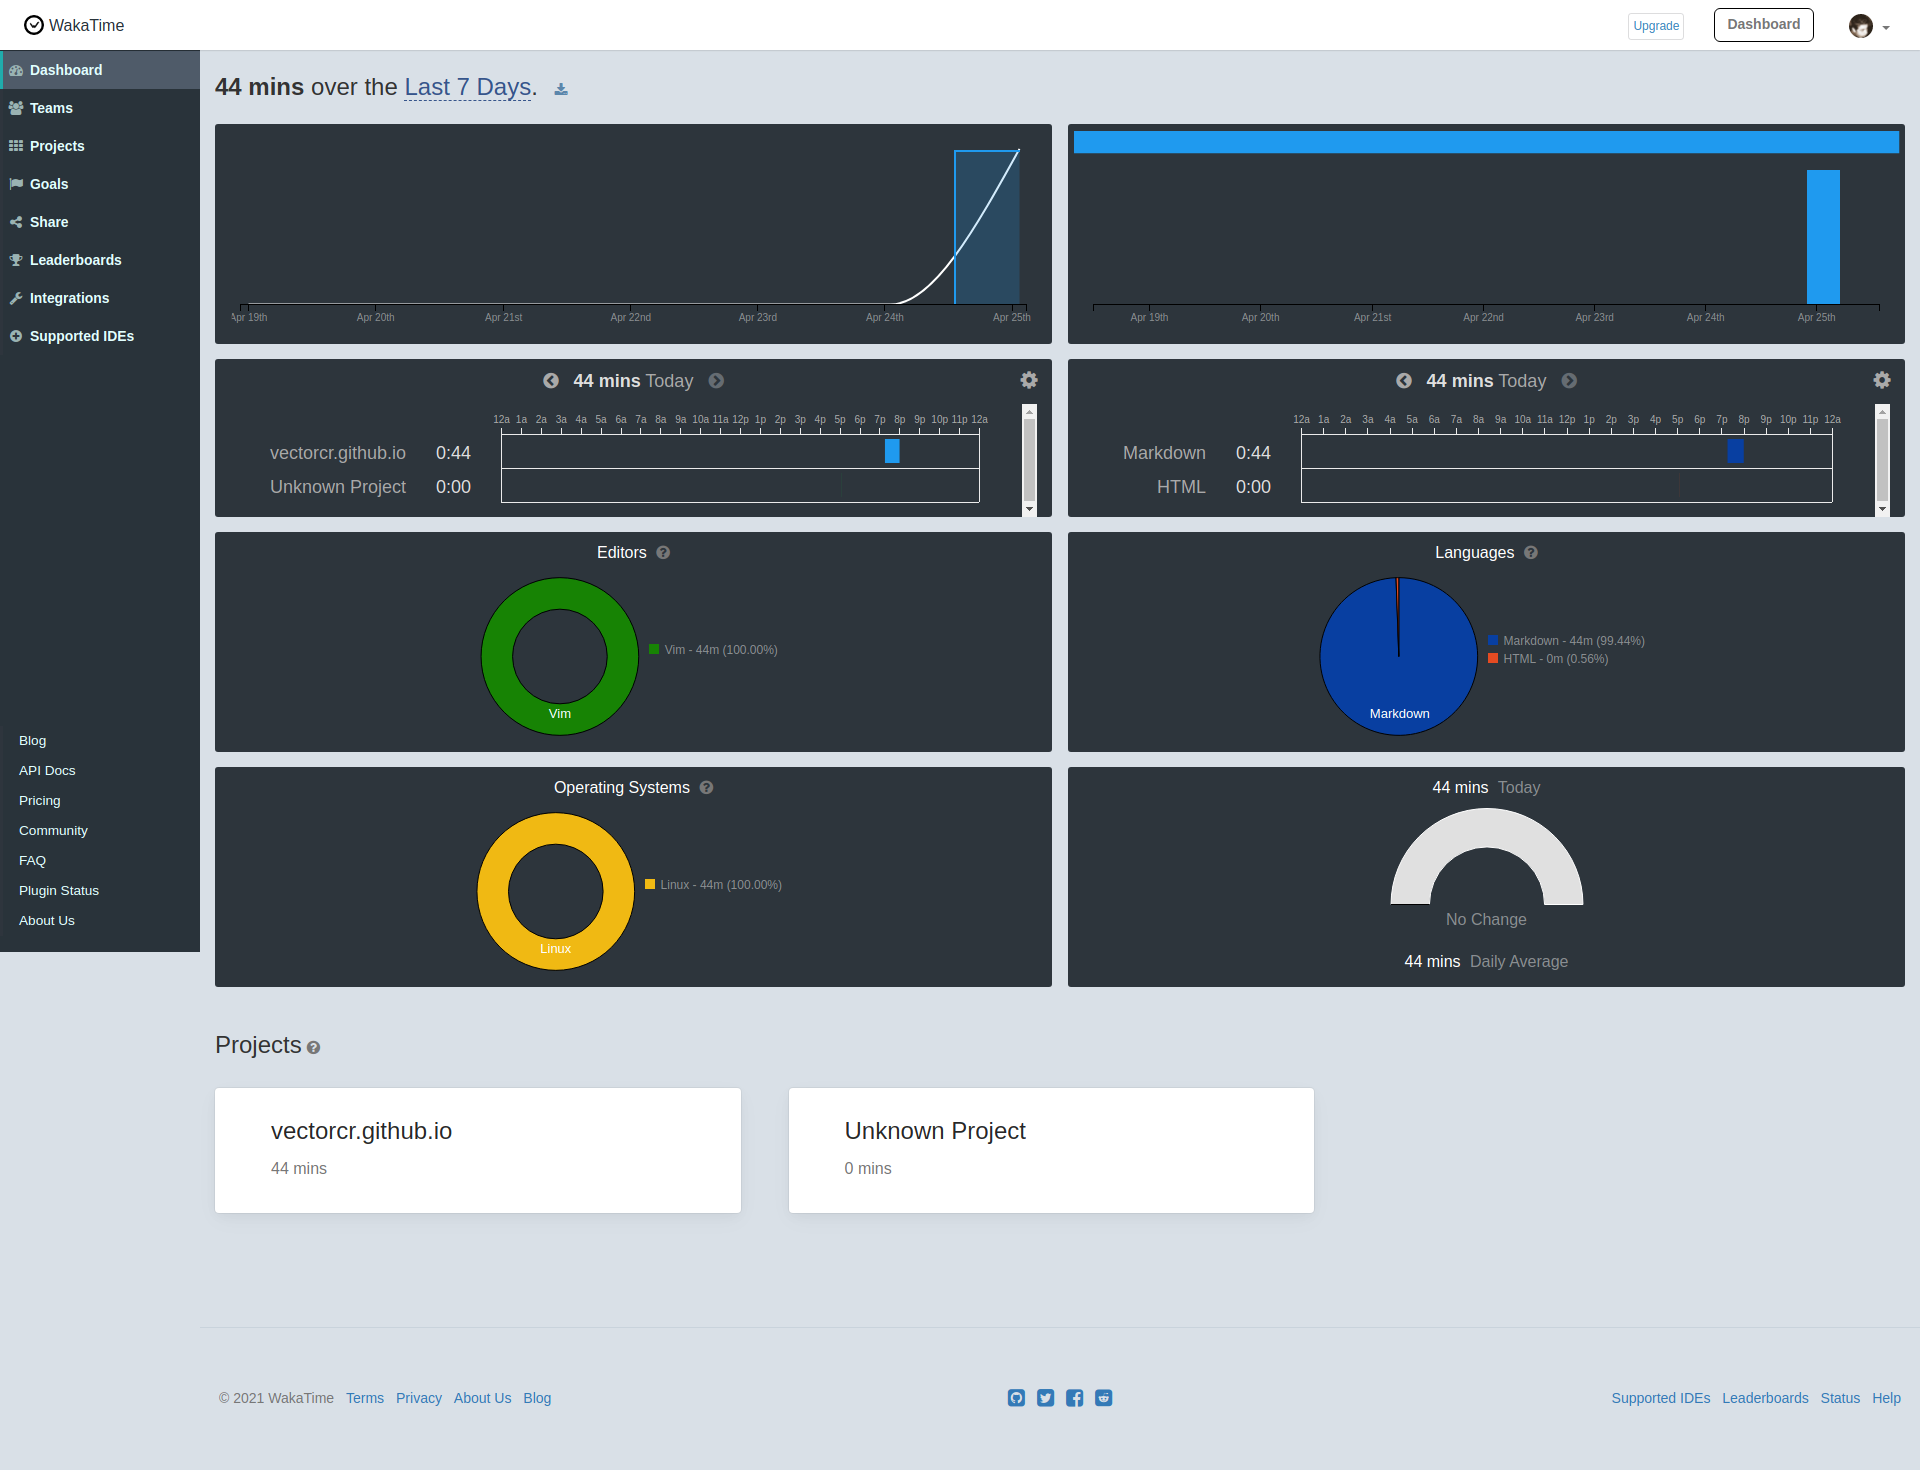 WakaTime
Upgrade
Dashboard
Dashboard
Teams
Projects
Goals
Share
Leaderboards
Integrations
Supported IDEs
Blog
API Docs
Pricing
Community
FAQ
Plugin Status
About Us
44 mins over the Last 7 Days.
Apr 19th Apr 20th Apr 21st Apr 22nd Apr 23rd Apr 24th Apr 25th
Apr 19th Apr 20th Apr 21st Apr 22nd Apr 23rd Apr 24th Apr 25th
44 mins Today
12a 1a 2a 3a 4a 5a 6a 7a 8a 9a 10a 11a 12p 1p 2p 3p 4p 5p 6p 7p 8p 9p 10p 11p 12a
vectorcr.github.io 0:44
Unknown Project 0:00
44 mins Today
12a 1a 2a 3a 4a 5a 6a 7a 8a 9a 10a 11a 12p 1p 2p 3p 4p 5p 6p 7p 8p 9p 10p 11p 12a
Markdown 0:44
HTML 0:00
Editors
Vim - 44m (100.00%)
Vim
Languages
Markdown - 44m (99.44%)
HTML - 0m (0.56%)
Markdown
Operating Systems
Linux - 44m (100.00%)
Linux
44 mins Today
No Change
44 mins Daily Average
Projects
vectorcr.github.io
44 mins
Unknown Project
0 mins
© 2021 WakaTime Terms Privacy About Us Blog
Supported IDEs Leaderboards Status Help